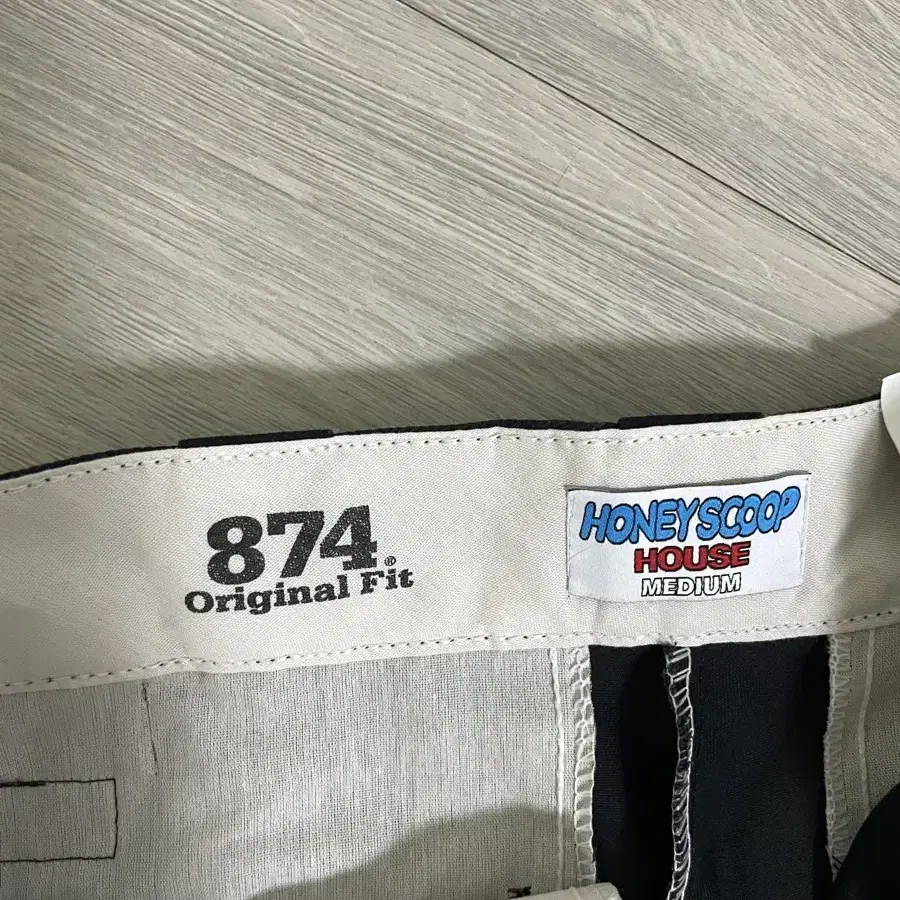 874®
Original Fit
HONEYSCOOP
HOUSE
MEDIUM